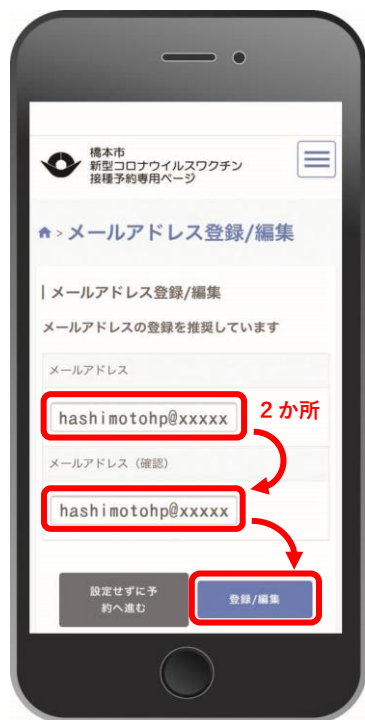 橋本市
新型コロナウイルスワクチン
接種予約専用ページ
>メールアドレス登録/編集
メールアドレス登録/編集
メールアドレスの登録を推奨しています
メールアドレス
hashimotohp@xxxxx
2か所
メールアドレス（確認）
hashimotohp@xxxxx
設定せずに予
約へ進む
登録/編集